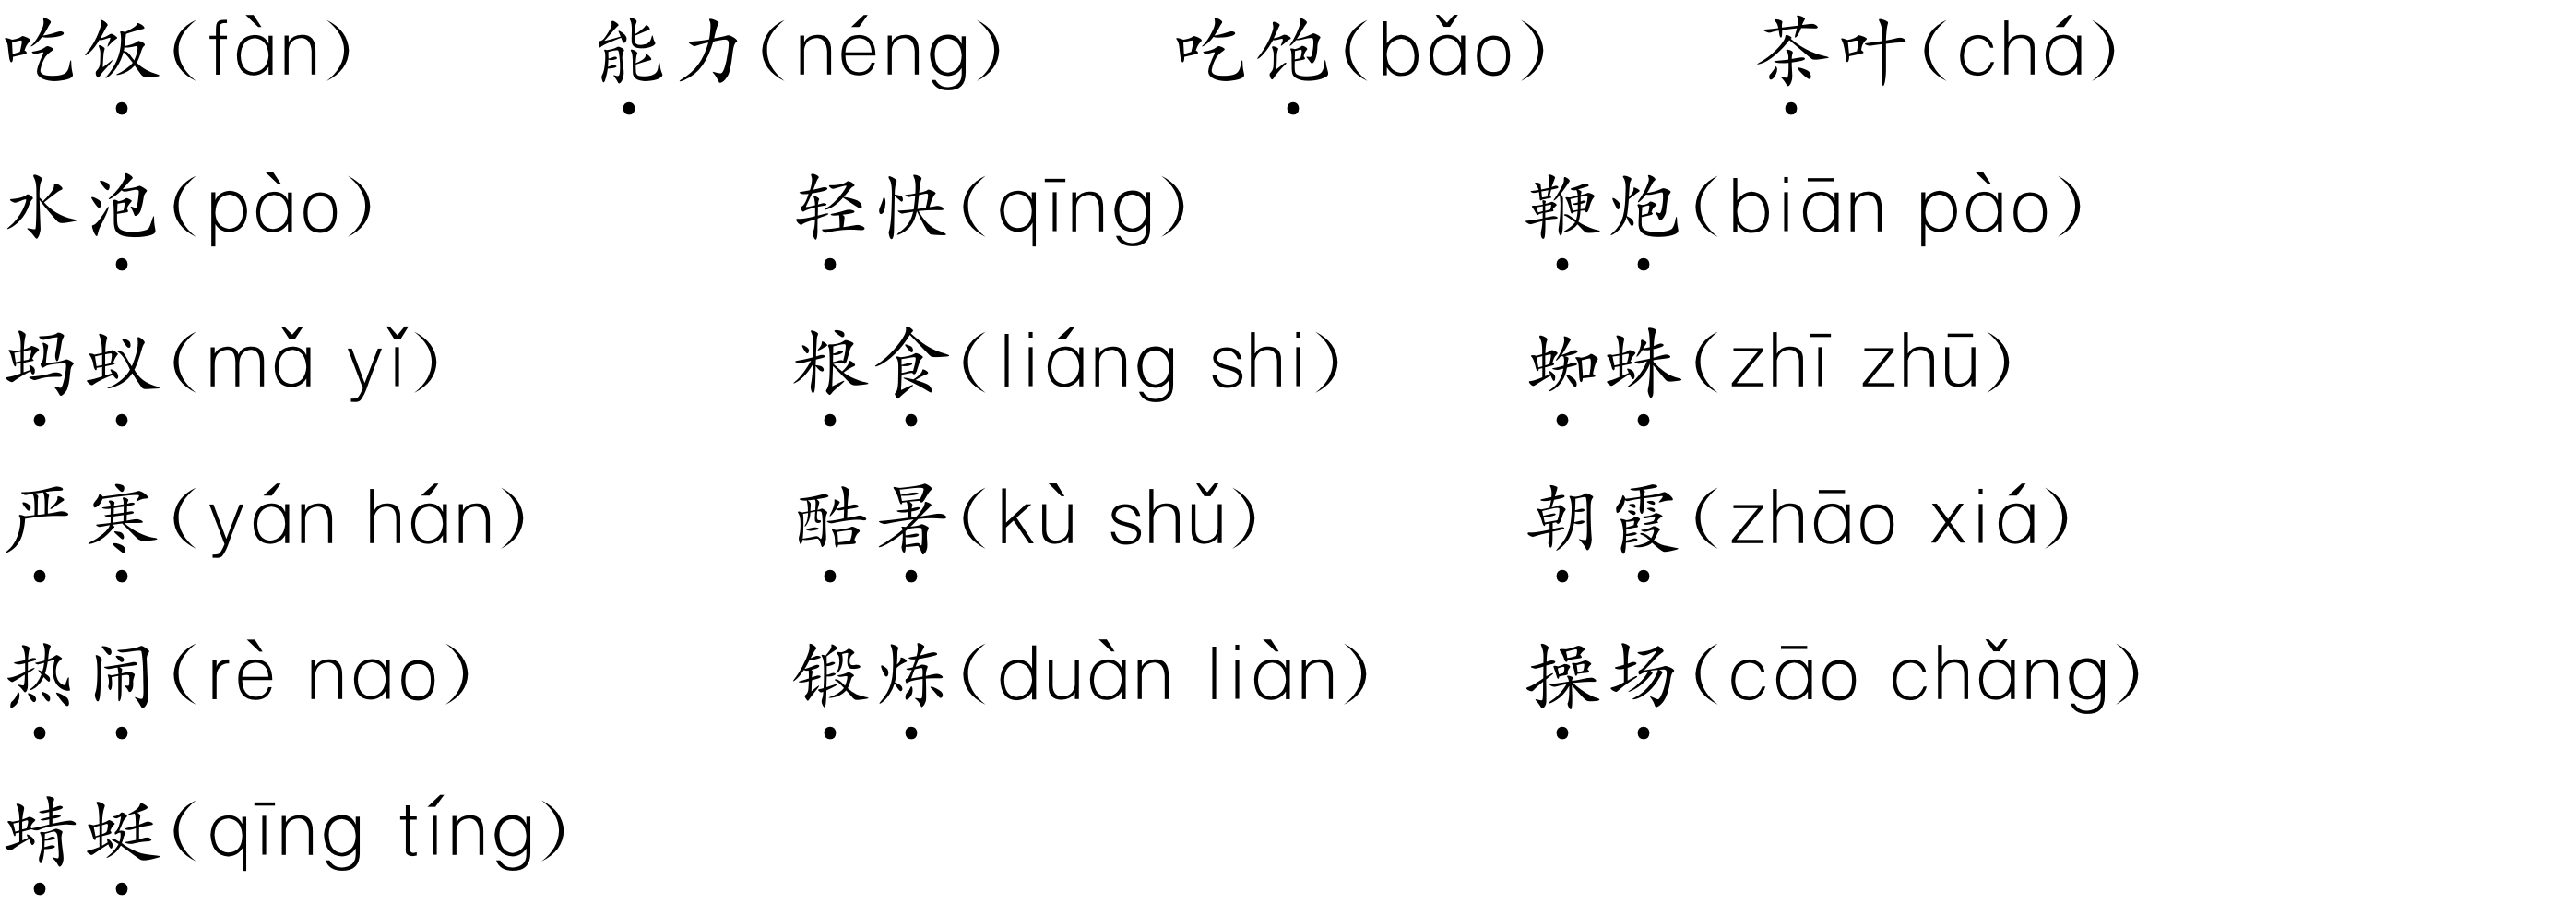 吃饭(fàn) 能力(néng) 吃饱(bǎo) 茶叶(chá)
水泡(pào) 轻快(qīng) 鞭炮(biān pào)
蚂蚁(mǎ yǐ) 粮食(liáng shi) 蜘蛛(zhī zhū)
严寒(yán hán) 酷暑(kù shǔ) 朝霞(zhāo xiá)
热闹(rè nao) 锻炼(duàn liàn) 操场(cāo chǎng)
蜻蜓(qīng tíng)